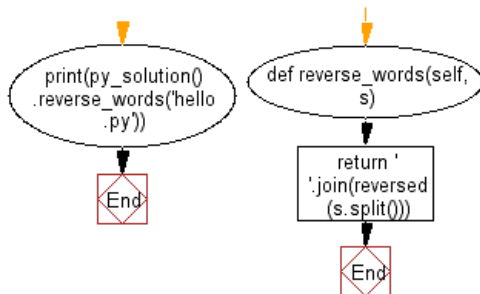 print(py_solution()
.reverse_words('hello
.py'))
End
def reverse_words(self,
s)
return '
'.join(reversed
(s.split()))
End